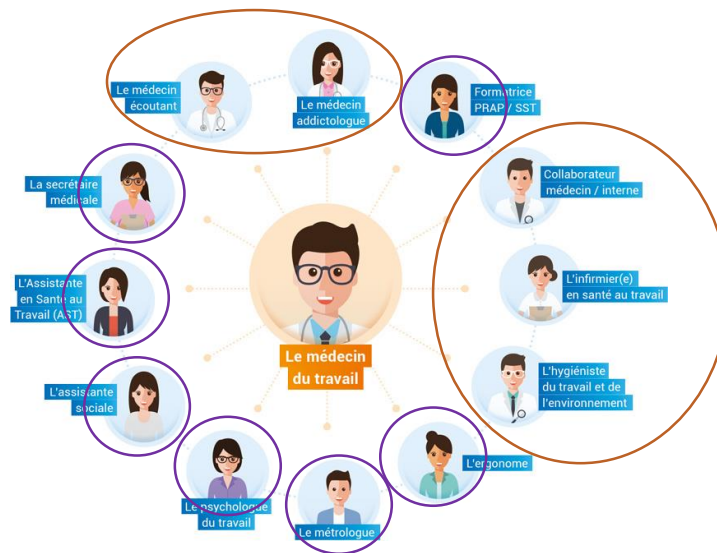 Le médecin
écoutant
Le médecin
addictologue
Formatrice
PRAP / SST
Collaborateur
médecin / interne
L'infirmier(e)
en santé au travail
L'hygiéniste
du travail et de
l'environnement
L'ergonome
Le métrologue
Le psychologue
du travail
L'assistante
sociale
L'Assistante
en Santé au
Travail (AST)
La secrétaire
médicale
Le médecin
du travail